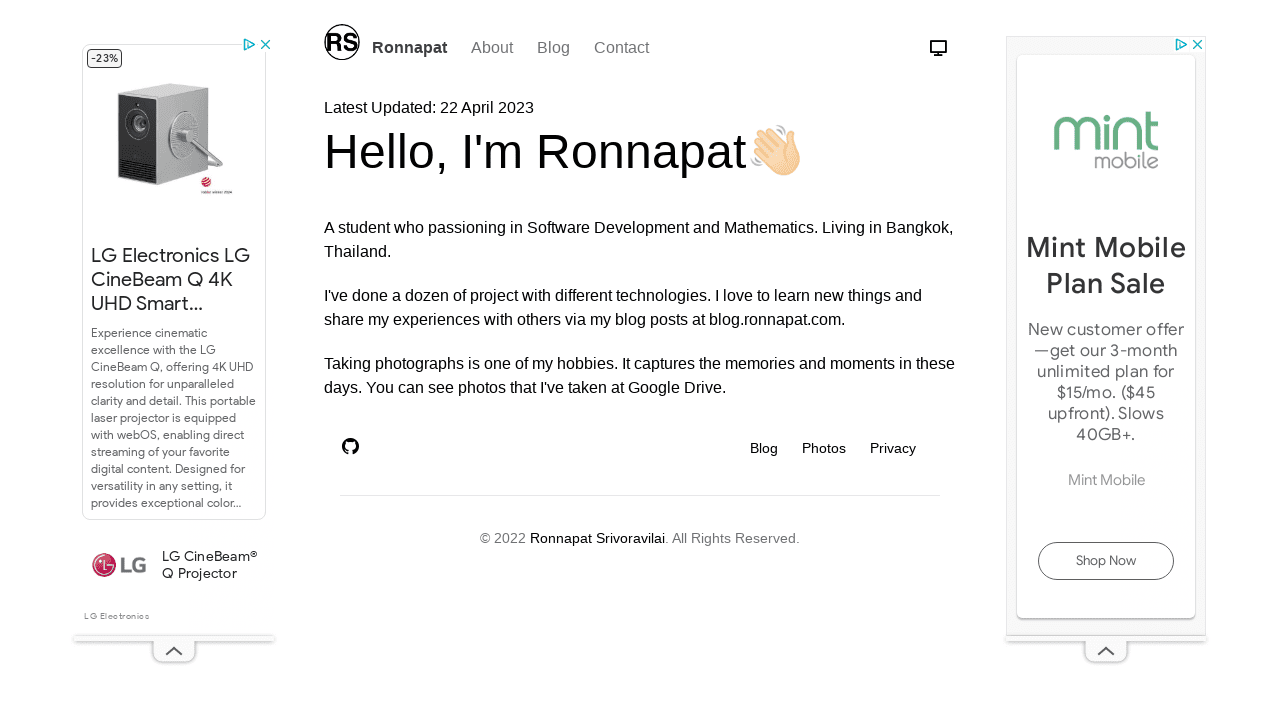 RS
Ronnapat
About
Blog
Contact
-23%
LG Electronics LG
CineBeam Q 4K
UHD Smart...
Experience cinematic
excellence with the LG
CineBeam Q, offering 4K UHD
resolution for unparalleled
clarity and detail. This portable
laser projector is equipped
with webOS, enabling direct
streaming of your favorite
digital content. Designed for
versatility in any setting, it
provides exceptional color...
LG
LG CineBeam®
Q Projector
LG Electronics
Latest Updated: 22 April 2023
Hello, I'm Ronnapat
A student who passioning in Software Development and Mathematics. Living in Bangkok,
Thailand.
I've done a dozen of project with different technologies. I love to learn new things and
share my experiences with others via my blog posts at blog.ronnapat.com.
Taking photographs is one of my hobbies. It captures the memories and moments in these
days. You can see photos that I've taken at Google Drive.
Blog
Photos
Privacy
© 2022 Ronnapat Srivoravilai. All Rights Reserved.
mint
mobile
Mint Mobile
Plan Sale
New customer offer
—get our 3-month
unlimited plan for
$15/mo. ($45
upfront). Slows
40GB+.
Mint Mobile
Shop Now